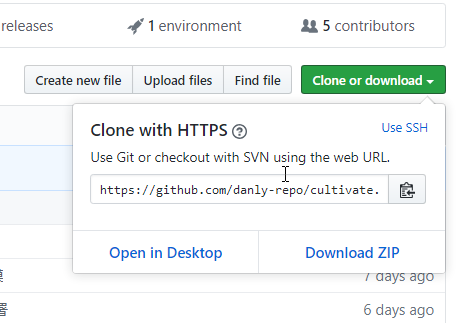 releases
1 environment
5 contributors
Create new file
Upload files
Find file
Clone or download
Clone with HTTPS
Use SSH
Use Git or checkout with SVN using the web URL.
https://github.com/danly-repo/cultivate.
Open in Desktop
Download ZIP
7 days ago
署
6 days ago